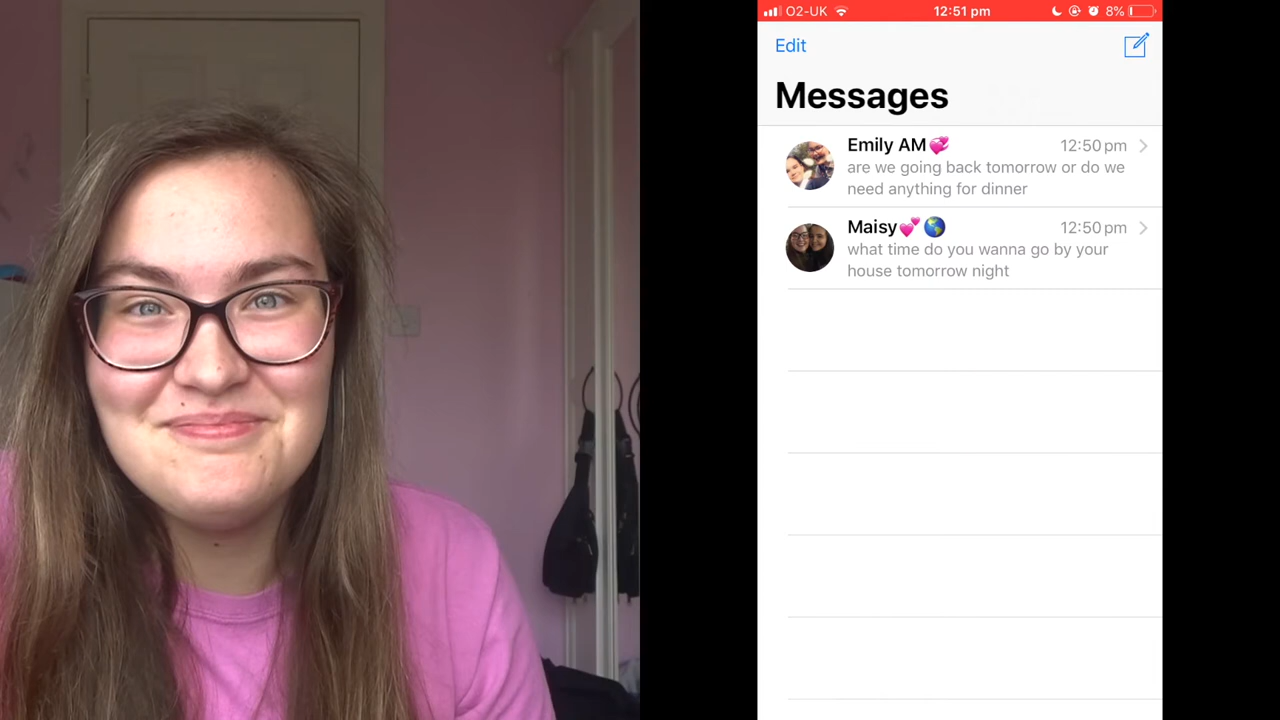 O2-UK 12:51 pm 8%
Edit
Messages
Emily AM💞 12:50 pm
are we going back tomorrow or do we
need anything for dinner
Maisy💕🌎 12:50 pm
what time do you wanna go by your
house tomorrow night